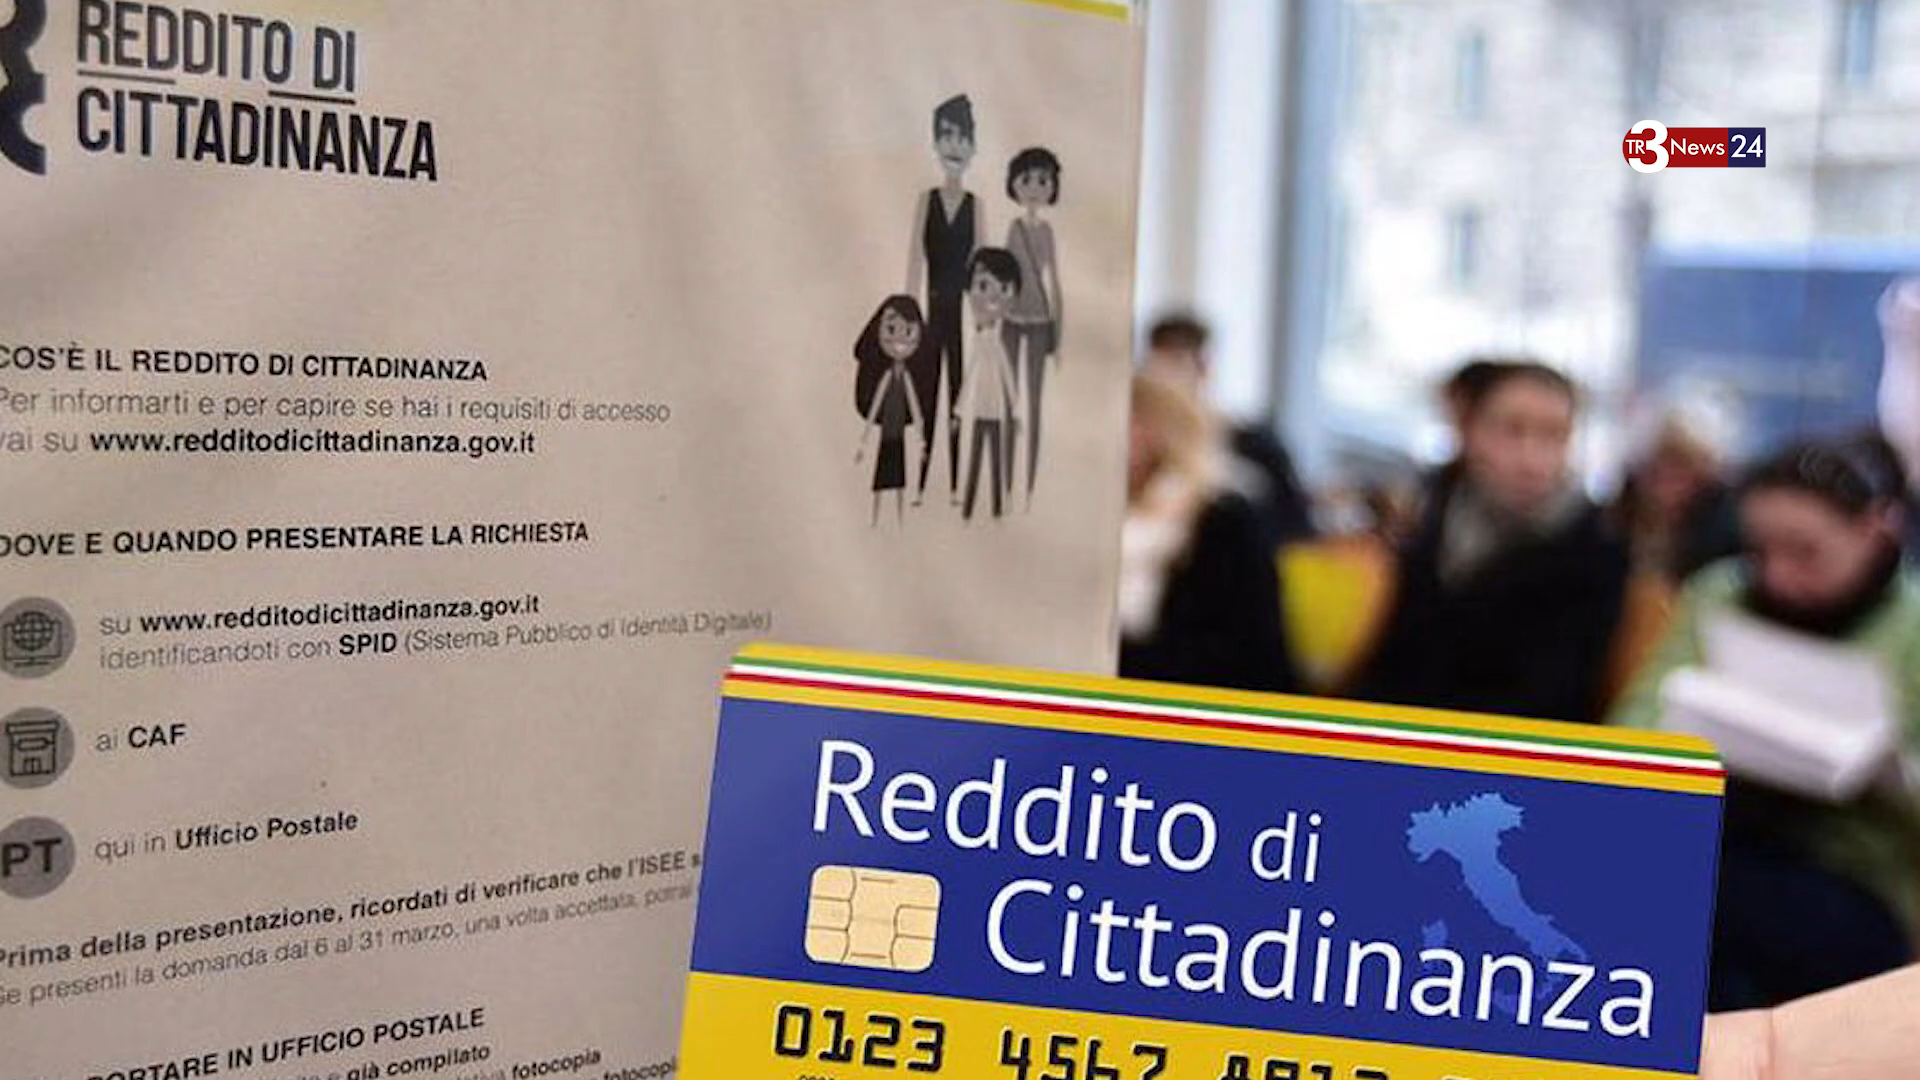 REDDITO DI
CITTADINANZA
TR3 News 24
COS'È IL REDDITO DI CITTADINANZA
Per informarti e per capire se hai i requisiti di accesso
vai su www.redditodicittadinanza.gov.it
DOVE E QUANDO PRESENTARE LA RICHIESTA
su www.redditodicittadinanza.gov.it
identificandoti con SPID (Sistema Pubblico di Identità Digitale)
ai CAF
PT
qui in Ufficio Postale
Prima della presentazione, ricordati di verificare che l'ISEE
Se presenti la domanda dal 6 al 31 marzo, una volta accettata, potrai
PORTARE IN UFFICIO POSTALE
già compilato
fotocopia
Reddito di
Cittadinanza
0123 4567